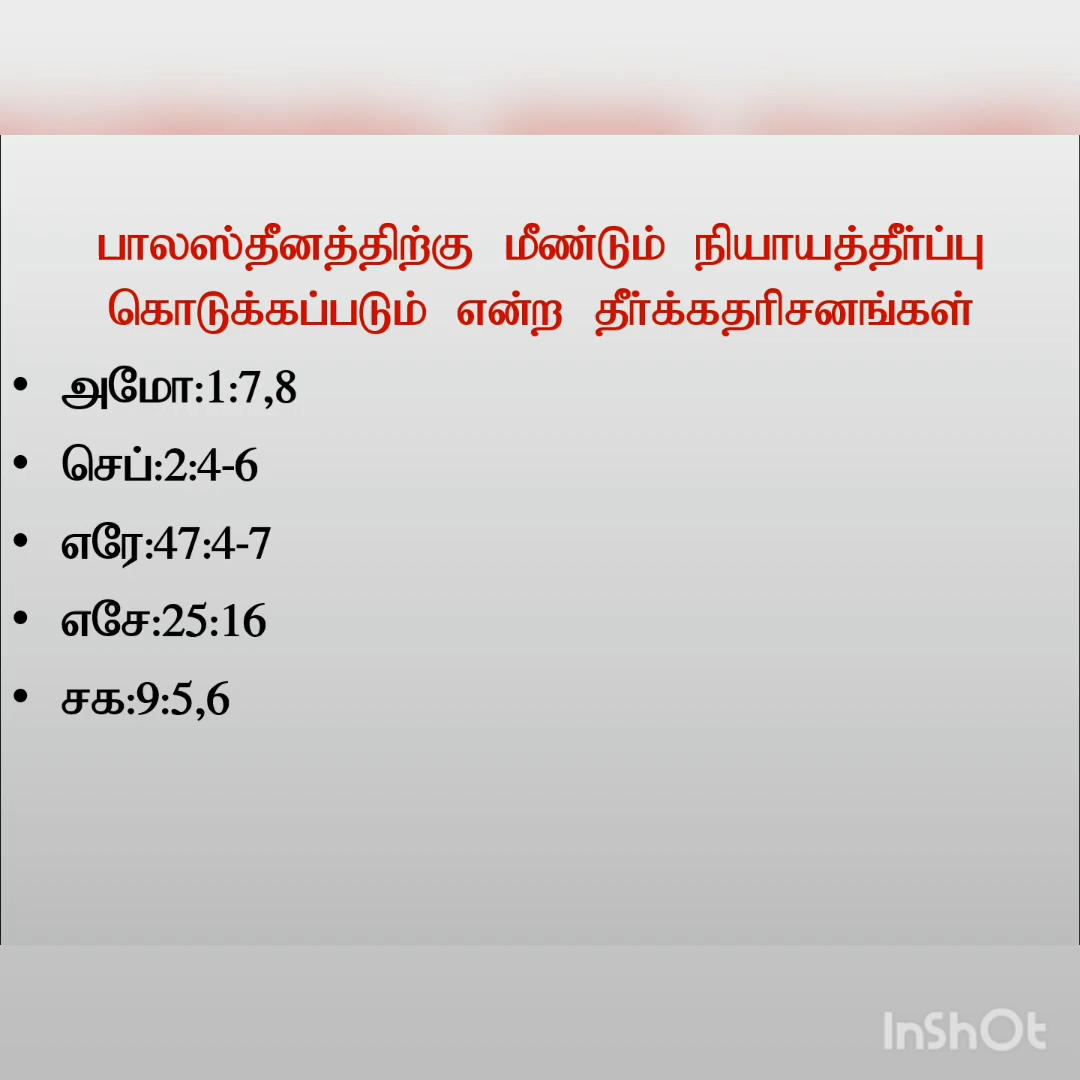 பாலஸ்தீனத்திற்கு மீண்டும் நியாயத்தீர்ப்பு
கொடுக்கப்படும் என்ற தீர்க்கதரிசனங்கள்
• அமோ:1:7,8
• செப்:2:4-6
• எரே:47:4-7
• எசே:25:16
• சக:9:5,6
InShOt